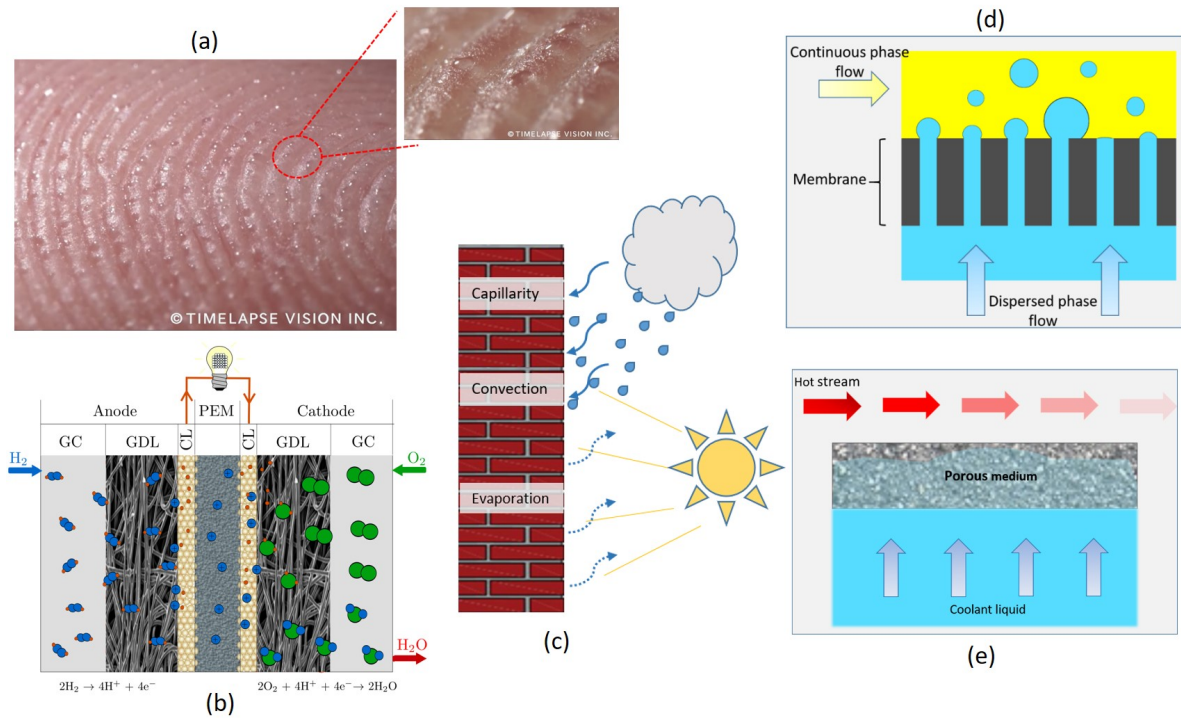 (a)
©TIMELAPSE VISION INC.
©TIMELAPSE VISION INC.
Anode
PEM
Cathode
GC
GDL
CL
CL
GDL
GC
H₂
O₂
H₂O
2H₂ → 4H⁺ + 4e⁻
2O₂ + 4H⁺ + 4e⁻→ 2H₂O
(b)
Capillarity
Convection
Evaporation
(c)
(d)
Continuous phase
flow
Membrane
Dispersed phase
flow
Hot stream
Porous medium
Coolant liquid
(e)